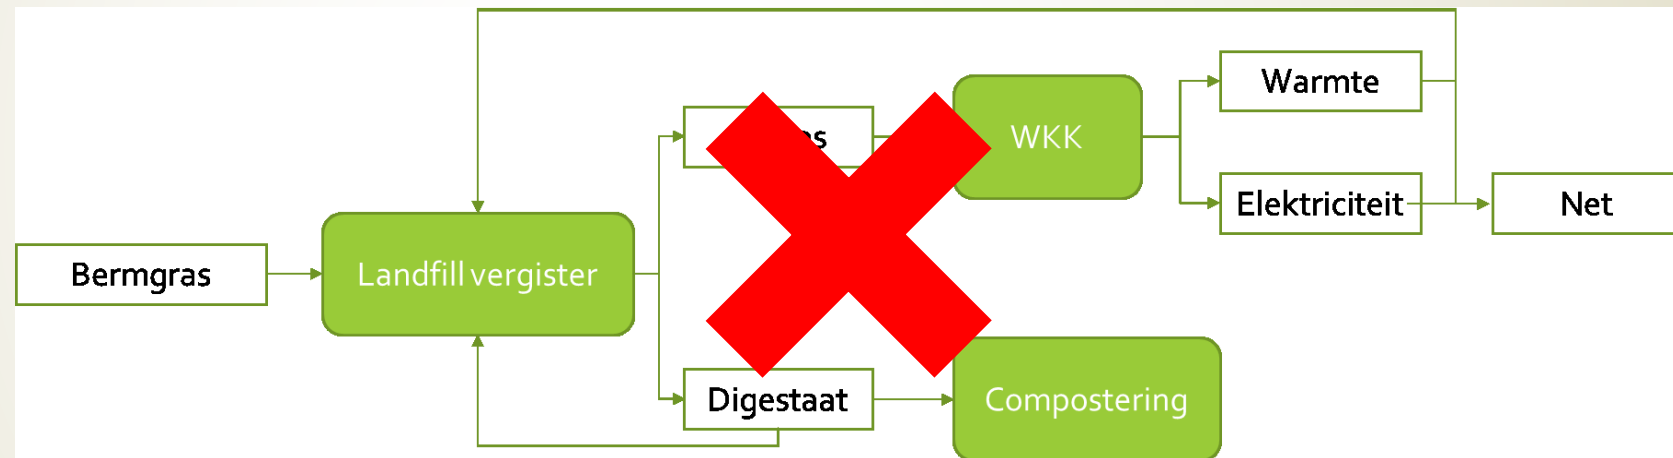 Warmte
WKK
Elektriciteit
Net
Bermgras
Landfill vergister
Digestaat
Compostering